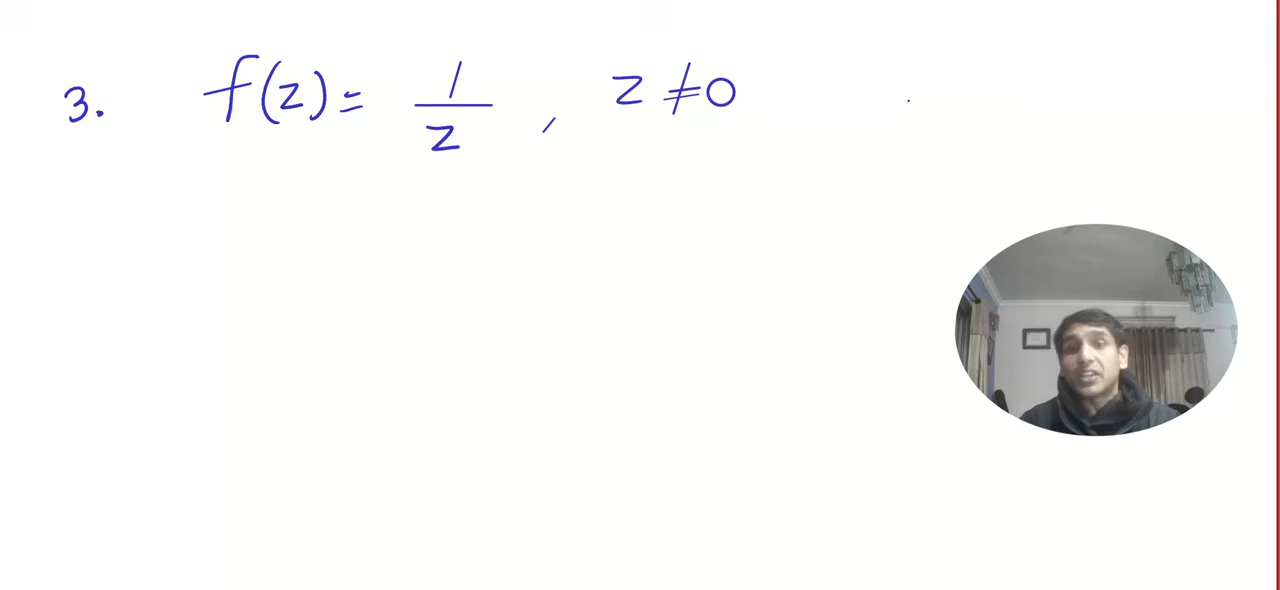 3. f(z) = 1/z , z ≠ 0